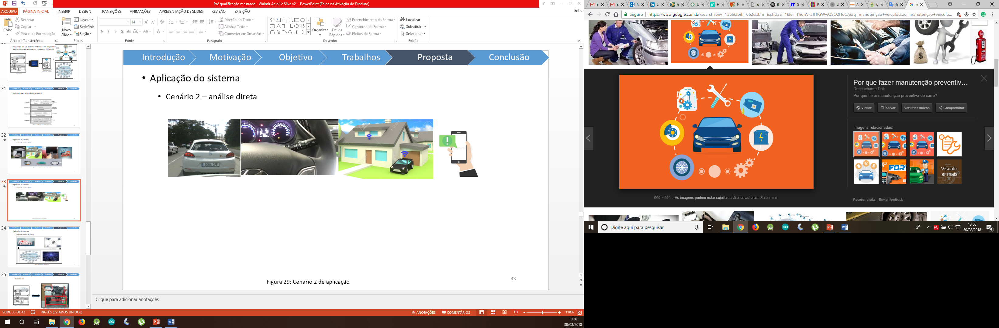 Pré qualificação mestrado - Walmir Acioli e Silva v2 - PowerPoint (Falha na Ativação do Produto)
ARQUIVO PÁGINA INICIAL INSERIR DESIGN TRANSIÇÕES ANIMAÇÕES APRESENTAÇÃO DE SLIDES REVISÃO EXIBIÇÃO Entrar
Colar
Recortar
Copiar
Pincel de Formatação
Área de Transferência
Novo
Slide
Layout
Redefinir
Seção
Slides
14
Fonte
Direção do Texto
Alinhar Texto
Converter em SmartArt
Parágrafo
Organizar
Estilos
Rápidos
Preenchimento da Forma
Contorno da Forma
Efeitos de Forma
Desenho
Localizar
Substituir
Selecionar
Edição
31
32
33
34
35
Introdução Motivação Objetivo Trabalhos Proposta Conclusão
• Aplicação do sistema
• Cenário 2 – análise direta
9084 GPF
Figura 29: Cenário 2 de aplicação
33
Clique para adicionar anotações
SLIDE 33 DE 43 INGLÊS (ESTADOS UNIDOS) ANOTAÇÕES COMENTÁRIOS 110%
13:56
30/08/2018
Seguro https://www.google.com.br/search?biw=1366&bih=662&tbm=isch&sa=1&ei=ThuIW-3JHIGWwQSO2IToCA&q=manutenção+veículo&oq=manutenção+veículo...
Por que fazer manutenção preventiv...
Despachante Dok
Por que fazer manutenção preventiva do carro?
Visitar Salvar Ver itens salvos Compartilhar
Imagens relacionadas:
FORT
Visualiz
ar mais
960 × 566 - As imagens podem estar sujeitas a direitos autorais Saiba mais
Receber ajuda - Enviar feedback
Digite aqui para pesquisar
13:56
30/08/2018
4